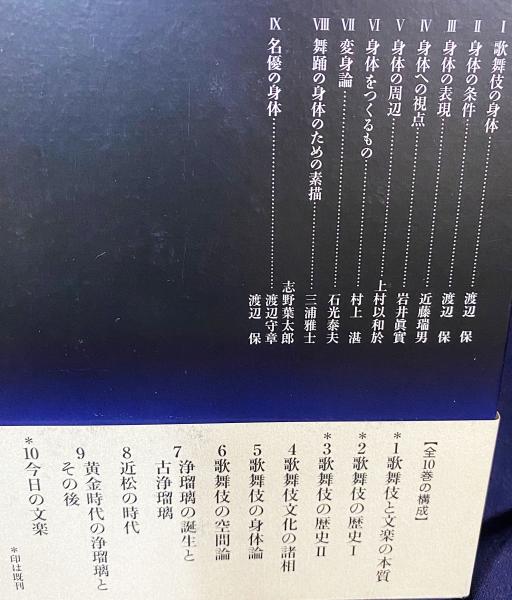 I 歌舞伎の身体……………………渡辺 保
II 身体の条件……………………渡辺 保
III 身体の表現……………………近藤瑞男
IV 身体への視点……………………岩井眞實
V 身体の周辺……………………上村以和於
VI 身体をつくるもの……………………村上 湛
VII 変身論……………………石光泰夫
VIII 舞踊の身体のための素描……………………三浦雅士
IX 名優の身体……………………志野葉太郎
渡辺守章
渡辺 保
【全10巻の構成】
*1 歌舞伎と文楽の本質
*2 歌舞伎の歴史I
*3 歌舞伎の歴史II
4 歌舞伎文化の諸相
5 歌舞伎の身体論
6 歌舞伎の空間論
7 浄瑠璃の誕生と
古浄瑠璃
8 近松の時代
9 黄金時代の浄瑠璃と
その後
*10 今日の文楽
*印は既刊